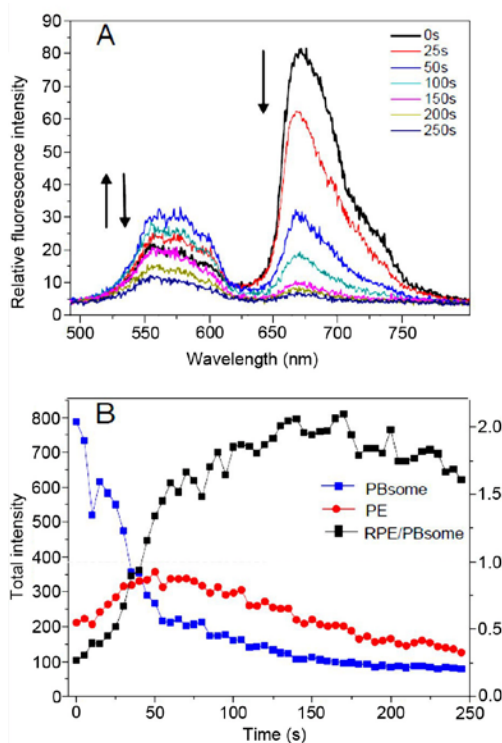 A
0s
25s
50s
100s
150s
200s
250s
90
80
70
60
50
40
30
20
10
0
Relative fluorescence intensity
500 550 600 650 700 750
Wavelength (nm)
B
PBsome
PE
RPE/PBsome
800
700
600
500
400
300
200
100
0
Total intensity
2.0
1.5
1.0
0.5
0.0
0 50 100 150 200 250
Time (s)